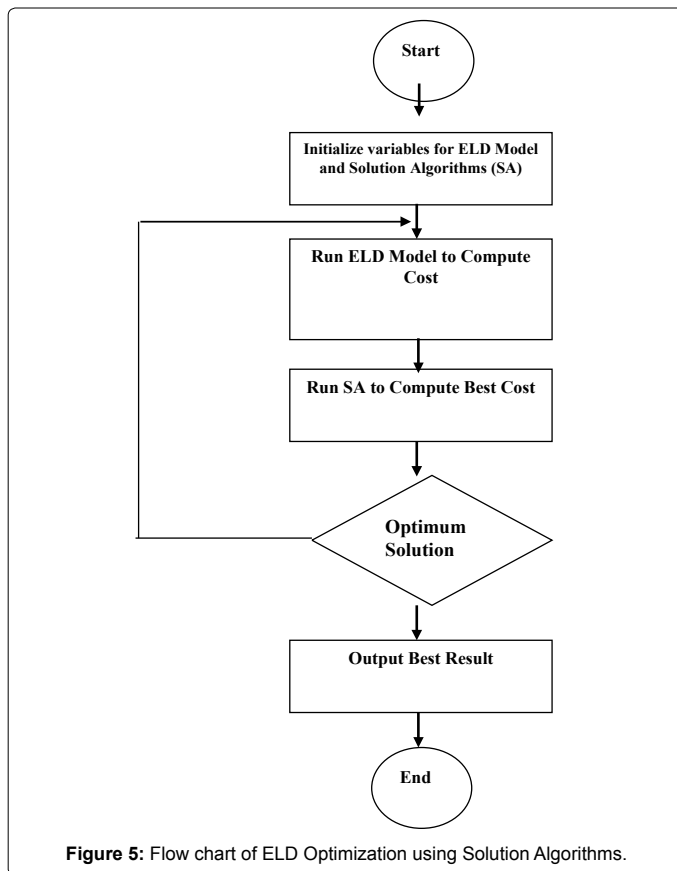 Start
Initialize variables for ELD Model
and Solution Algorithms (SA)
Run ELD Model to Compute
Cost
Run SA to Compute Best Cost
Optimum
Solution
Output Best Result
End
Figure 5: Flow chart of ELD Optimization using Solution Algorithms.